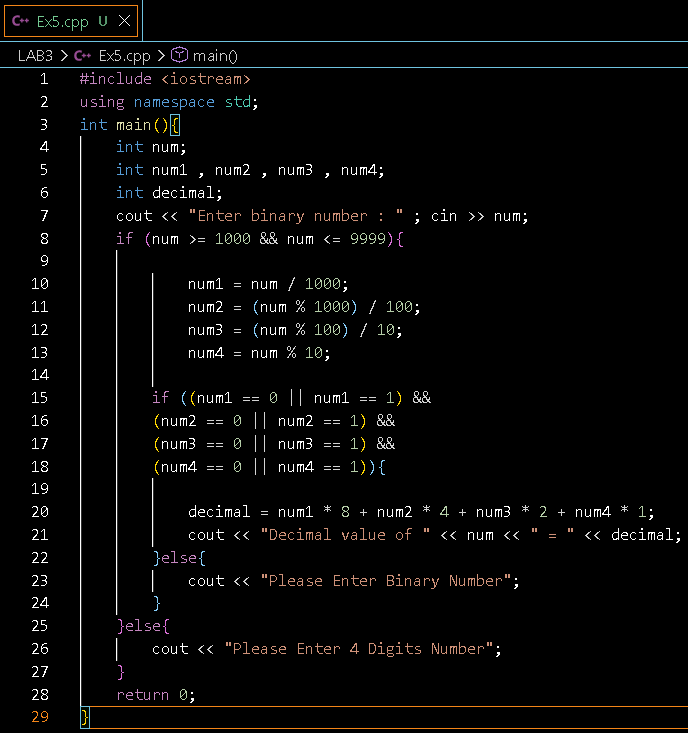 C++ Ex5.cpp U ×
LAB3 > C++ Ex5.cpp > main()
1 #include <iostream>
2 using namespace std;
3 int main(){
4 int num;
5 int num1 , num2 , num3 , num4;
6 int decimal;
7 cout << "Enter binary number : " ; cin >> num;
8 if (num >= 1000 && num <= 9999){
9
10 num1 = num / 1000;
11 num2 = (num % 1000) / 100;
12 num3 = (num % 100) / 10;
13 num4 = num % 10;
14
15 if ((num1 == 0 || num1 == 1) &&
16 (num2 == 0 || num2 == 1) &&
17 (num3 == 0 || num3 == 1) &&
18 (num4 == 0 || num4 == 1)){
19
20 decimal = num1 * 8 + num2 * 4 + num3 * 2 + num4 * 1;
21 cout << "Decimal value of " << num << " = " << decimal;
22 }else{
23 cout << "Please Enter Binary Number";
24 }
25 }else{
26 cout << "Please Enter 4 Digits Number";
27 }
28 return 0;
29 }